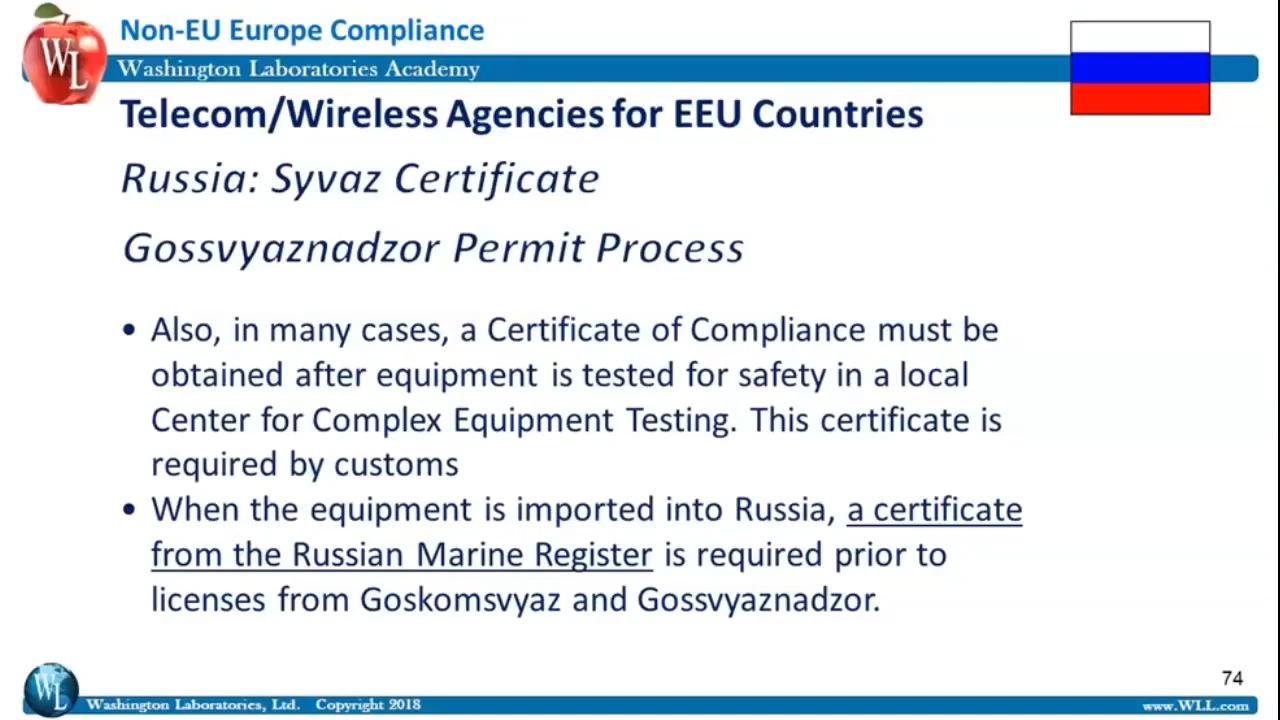 Non-EU Europe Compliance
WL
Washington Laboratories Academy
Telecom/Wireless Agencies for EEU Countries
Russia: Syvaz Certificate
Gossvyaznadzor Permit Process
• Also, in many cases, a Certificate of Compliance must be
obtained after equipment is tested for safety in a local
Center for Complex Equipment Testing. This certificate is
required by customs
• When the equipment is imported into Russia, a certificate
from the Russian Marine Register is required prior to
licenses from Goskomsvyaz and Gossvyaznadzor.
74
WL
Washington Laboratories, Ltd. Copyright 2018
www.WLL.com